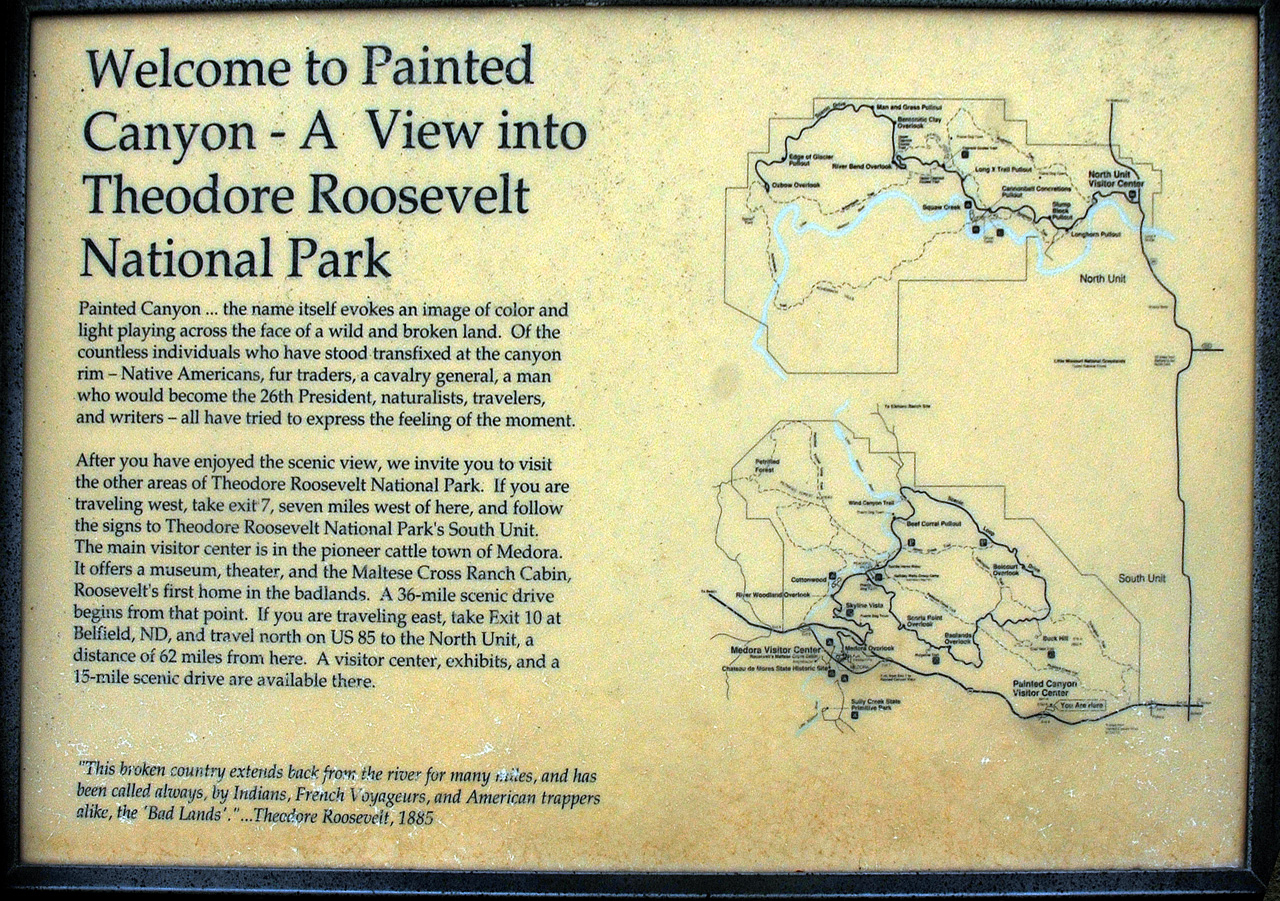 Welcome to Painted
Canyon - A View into
Theodore Roosevelt
National Park
Painted Canyon ... the name itself evokes an image of color and
light playing across the face of a wild and broken land. Of the
countless individuals who have stood transfixed at the canyon
rim – Native Americans, fur traders, a cavalry general, a man
who would become the 26th President, naturalists, travelers,
and writers – all have tried to express the feeling of the moment.
After you have enjoyed the scenic view, we invite you to visit
the other areas of Theodore Roosevelt National Park. If you are
traveling west, take exit 7, seven miles west of here, and follow
the signs to Theodore Roosevelt National Park's South Unit.
The main visitor center is in the pioneer cattle town of Medora.
It offers a museum, theater, and the Maltese Cross Ranch Cabin,
Roosevelt's first home in the badlands. A 36-mile scenic drive
begins from that point. If you are traveling east, take Exit 10 at
Belfield, ND, and travel north on US 85 to the North Unit, a
distance of 62 miles from here. A visitor center, exhibits, and a
15-mile scenic drive are available there.
"This broken country extends back from the river for many miles, and has
been called always, by Indians, French Voyageurs, and American trappers
alike, the 'Bad Lands'."...Theodore Roosevelt, 1885
Man and Grass Pullout
Bentonitic Clay
Overlook
Edge of Glacier
Pullout
River Bend Overlook
Long X Trail Pullout
Oxbow Overlook
Cannonball Concretions
Pullout
North Unit
Visitor Center
Squaw Creek
Slump
Block
Pullout
Longhorn Pullout
North Unit
Little Missouri National Grasslands
To Elkhorn Ranch Site
Petrified
Forest
Wind Canyon Trail
Beef Corral Pullout
Boicourt
Overlook
Cottonwood
River Woodland Overlook
Skyline Vista
Scoria Point
Overlook
Badlands
Overlook
Buck Hill
South Unit
Medora Visitor Center
Medora Overlook
Chateau de Mores State Historic Site
Sully Creek State
Primitive Park
Painted Canyon
Visitor Center
You Are Here